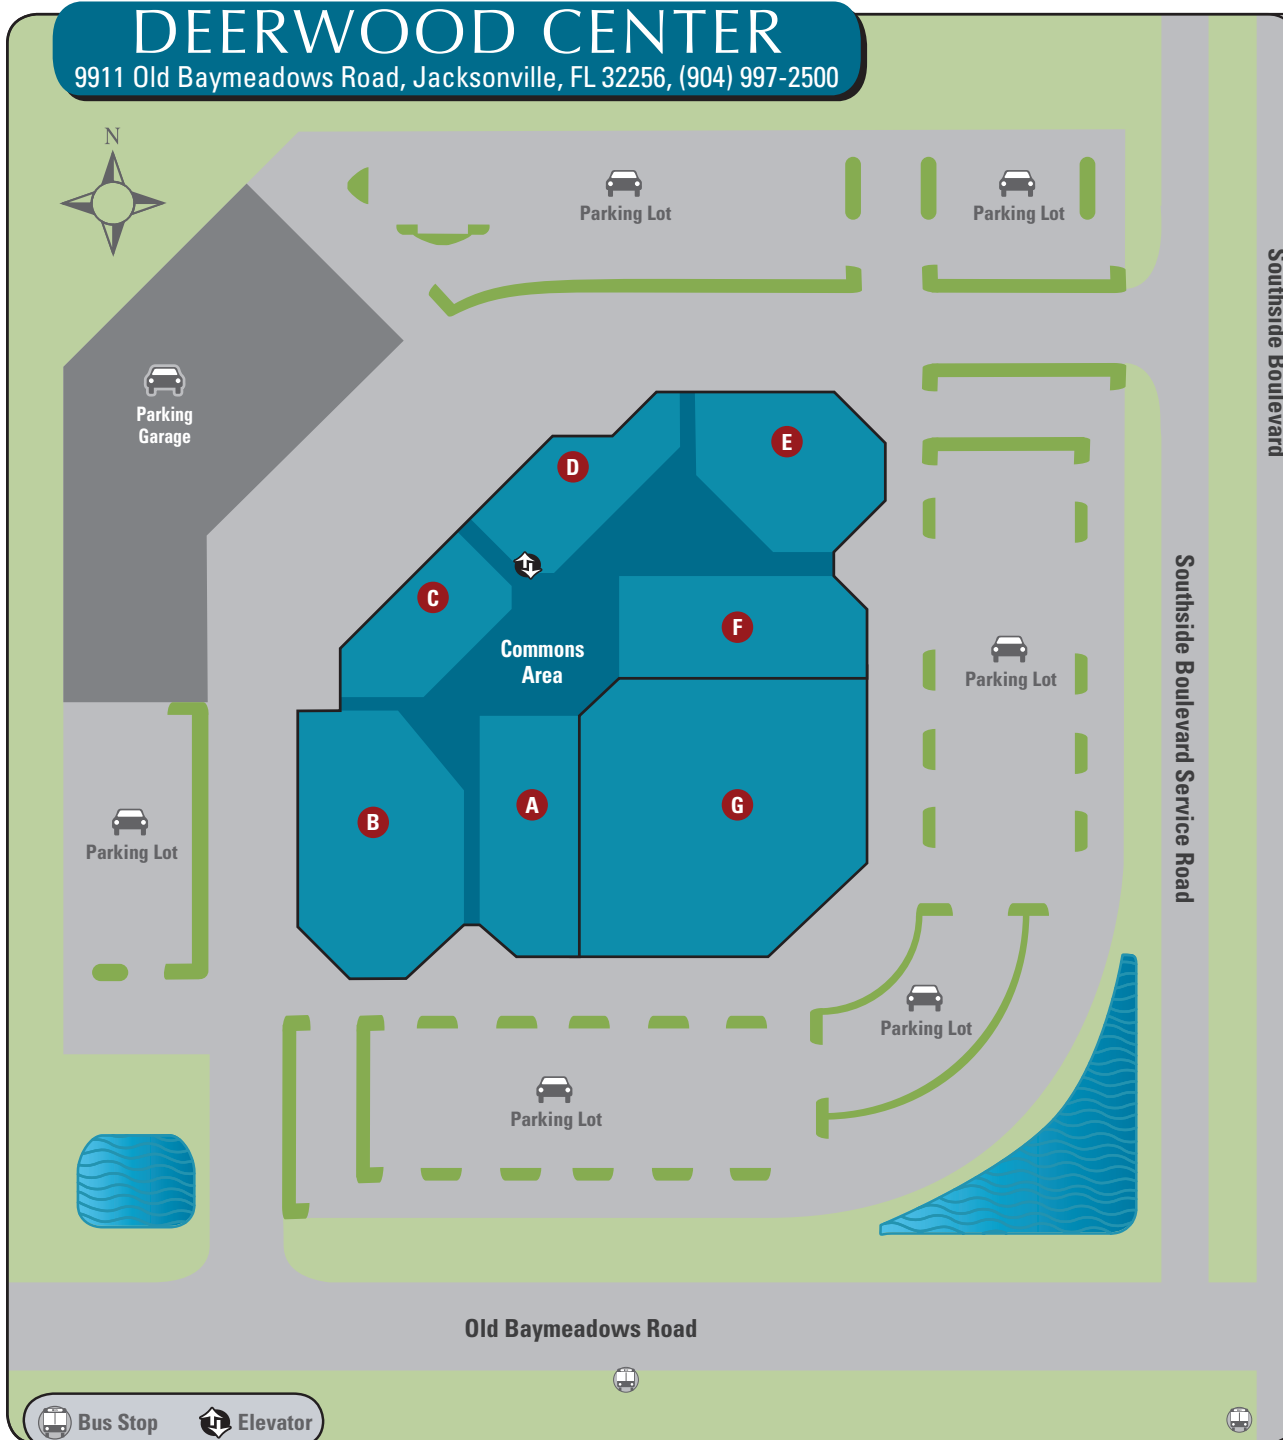 DEERWOOD CENTER
9911 Old Baymeadows Road, Jacksonville, FL 32256, (904) 997-2500
N
Parking Lot
Parking Lot
Southside Boulevard
Parking
Garage
E
D
C
F
Commons
Area
Parking Lot
Southside Boulevard Service Road
B
A
G
Parking Lot
Parking Lot
Parking Lot
Old Baymeadows Road
Bus Stop
Elevator